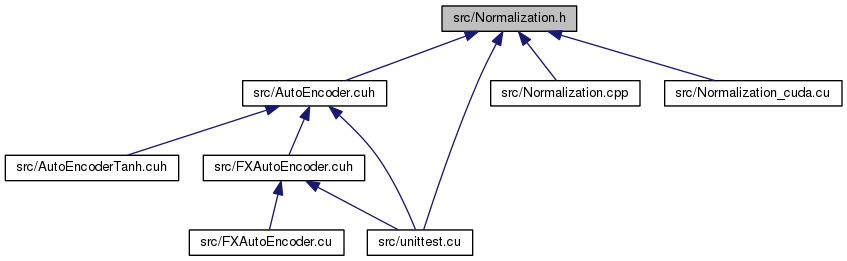 src/Normalization.h
src/AutoEncoder.cuh
src/Normalization.cpp
src/Normalization_cuda.cu
src/AutoEncoderTanh.cuh
src/FXAutoEncoder.cuh
src/FXAutoEncoder.cu
src/unittest.cu